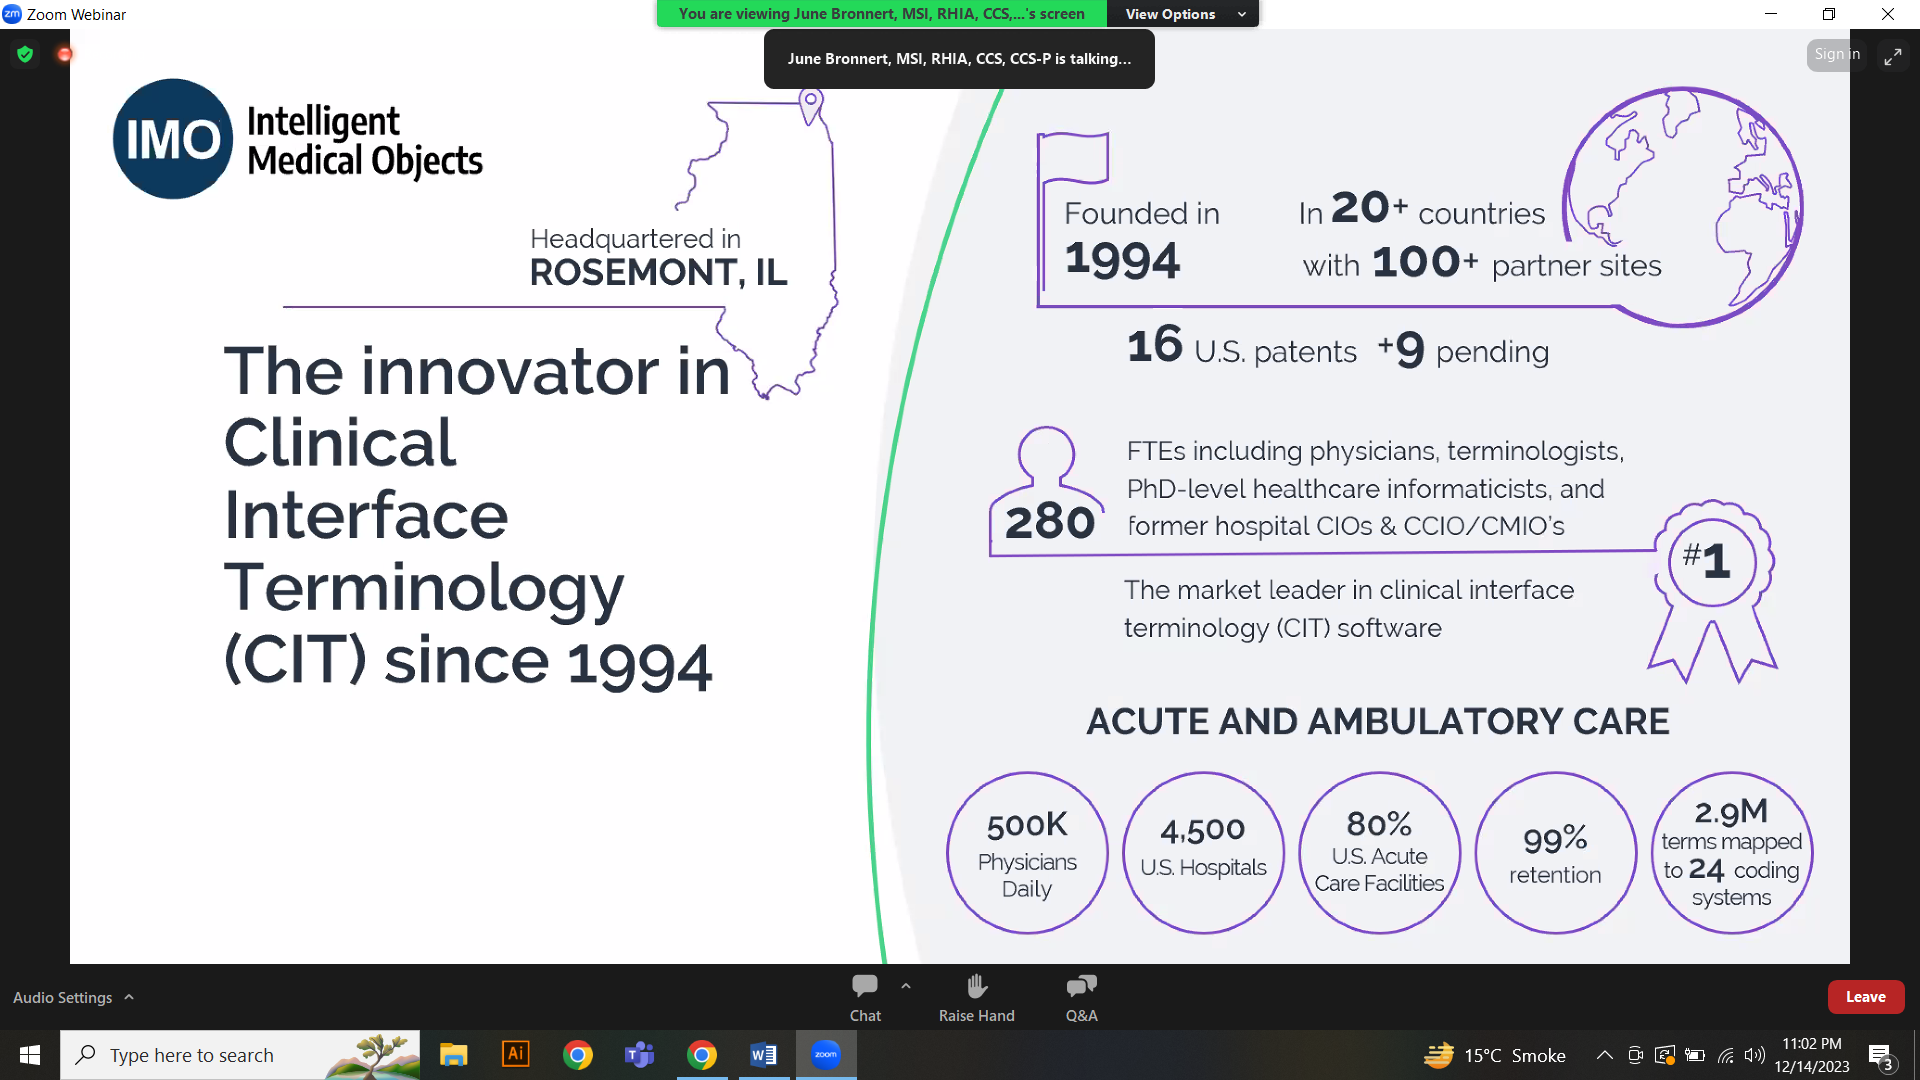 Zoom Webinar
You are viewing June Bronnert, MSI, RHIA, CCS,...'s screen
View Options
June Bronnert, MSI, RHIA, CCS, CCS-P is talking...
Sign in
IMO
Intelligent
Medical Objects
Headquartered in
ROSEMONT, IL
The innovator in
Clinical
Interface
Terminology
(CIT) since 1994
Founded in
1994
In 20+ countries
with 100+ partner sites
16 U.S. patents +9 pending
280
FTEs including physicians, terminologists,
PhD-level healthcare informaticists, and
former hospital CIOs & CCIO/CMIO's
#1
The market leader in clinical interface
terminology (CIT) software
ACUTE AND AMBULATORY CARE
500K
Physicians
Daily
4,500
U.S. Hospitals
80%
U.S. Acute
Care Facilities
99%
retention
2.9M
terms mapped
to 24 coding
systems
Audio Settings
Chat
Raise Hand
Q&A
Leave
Type here to search
Ai
T
W
zoom
15°C Smoke
11:02 PM
12/14/2023
3